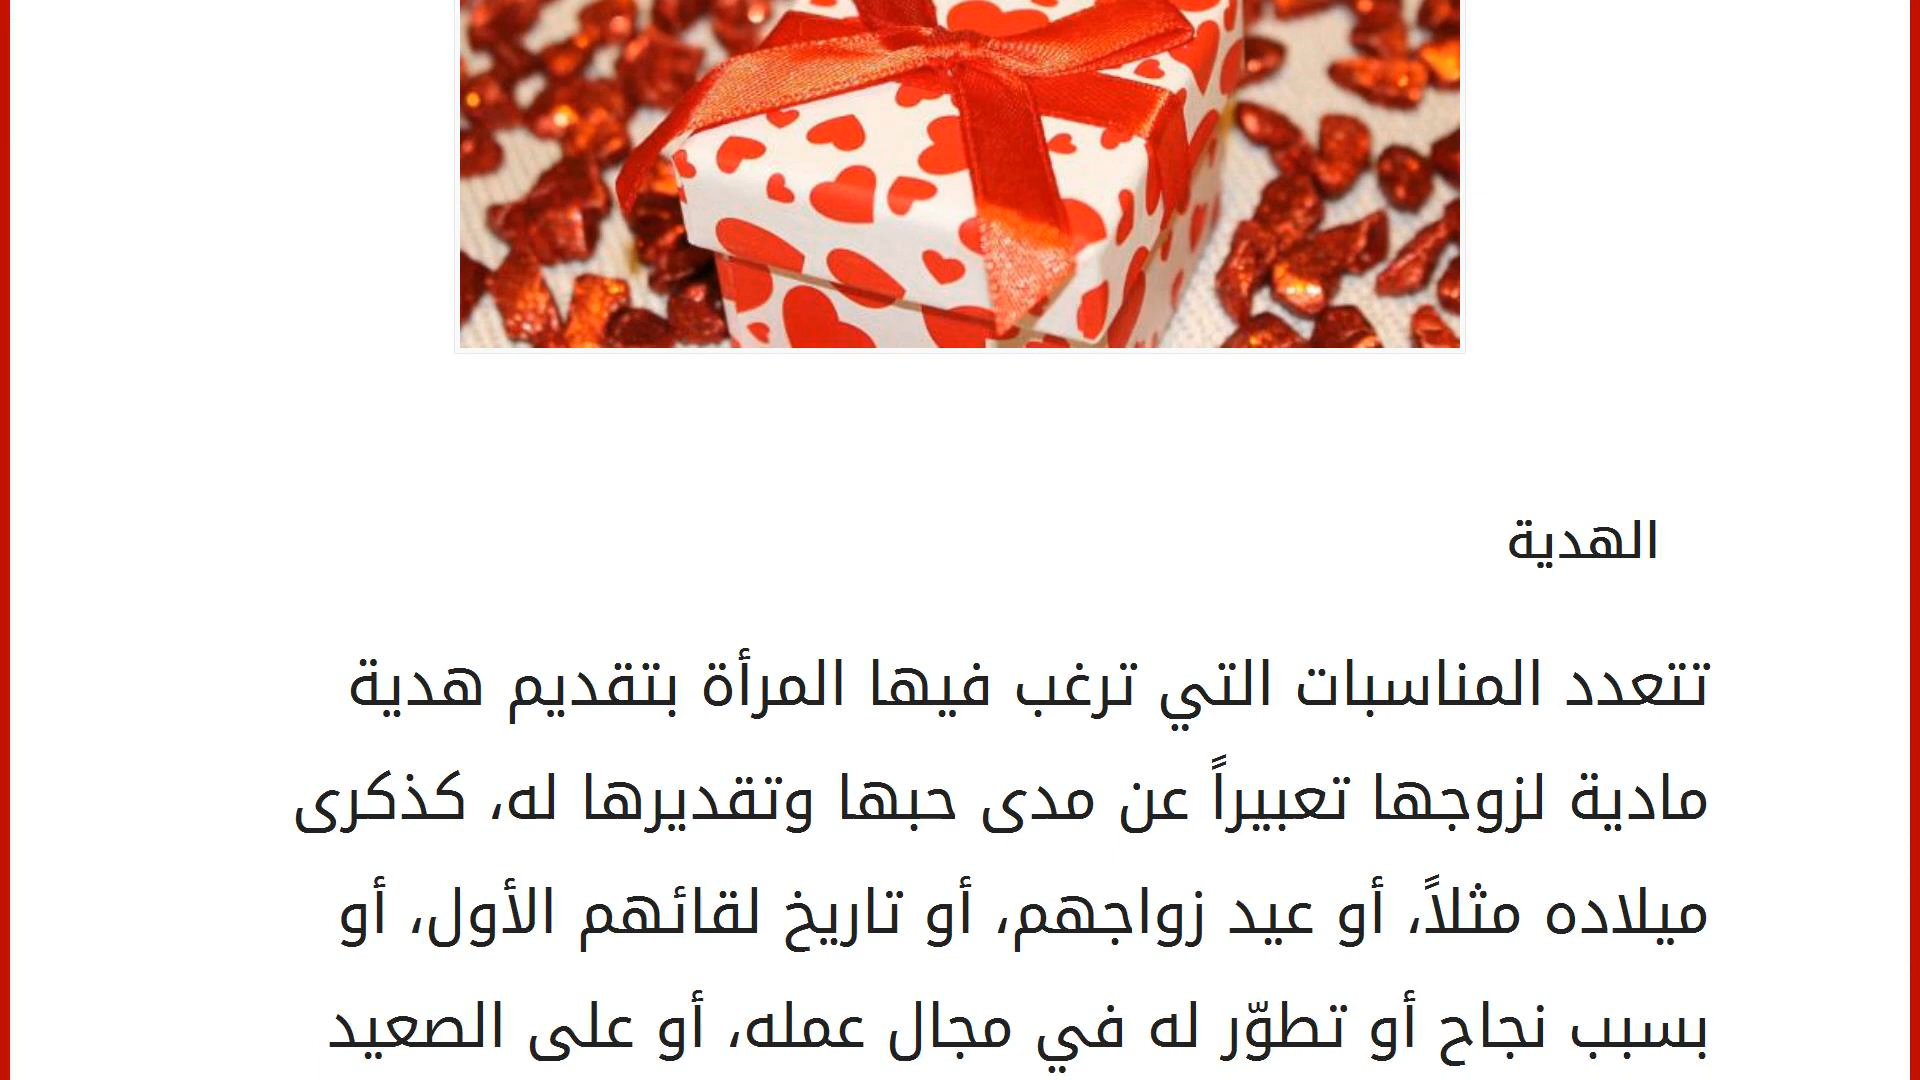 الهدية
تتعدد المناسبات التي ترغب فيها المرأة بتقديم هدية
مادية لزوجها تعبيراً عن مدى حبها وتقديرها له، كذكرى
ميلاده مثلاً، أو عيد زواجهم، أو تاريخ لقائهم الأول، أو
بسبب نجاح أو تطوّر له في مجال عمله، أو على الصعيد